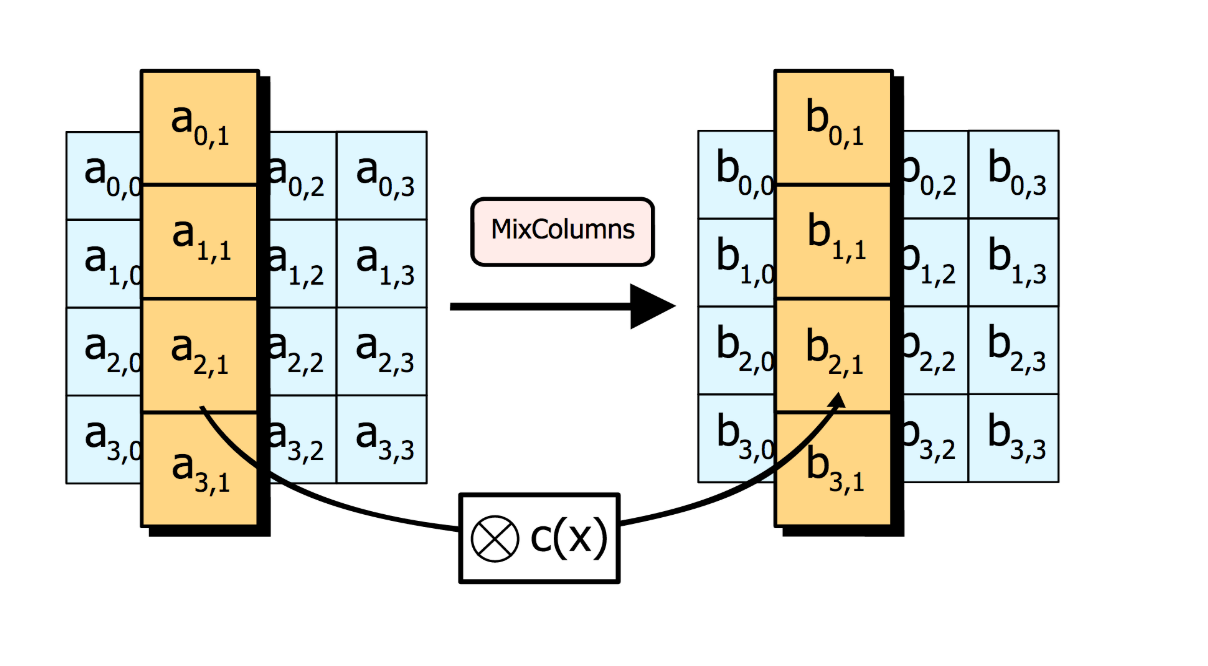 a0,1 b0,1
a0,0 a0,2 a0,3 b0,0 b0,2 b0,3
MixColumns
a1,1 b1,1
a1,0 a1,2 a1,3 b1,0 b1,2 b1,3
a2,1 b2,1
a2,0 a2,2 a2,3 b2,0 b2,2 b2,3
a3,0 a3,2 a3,3 b3,0 b3,2 b3,3
a3,1 b3,1
⊗ c(x)